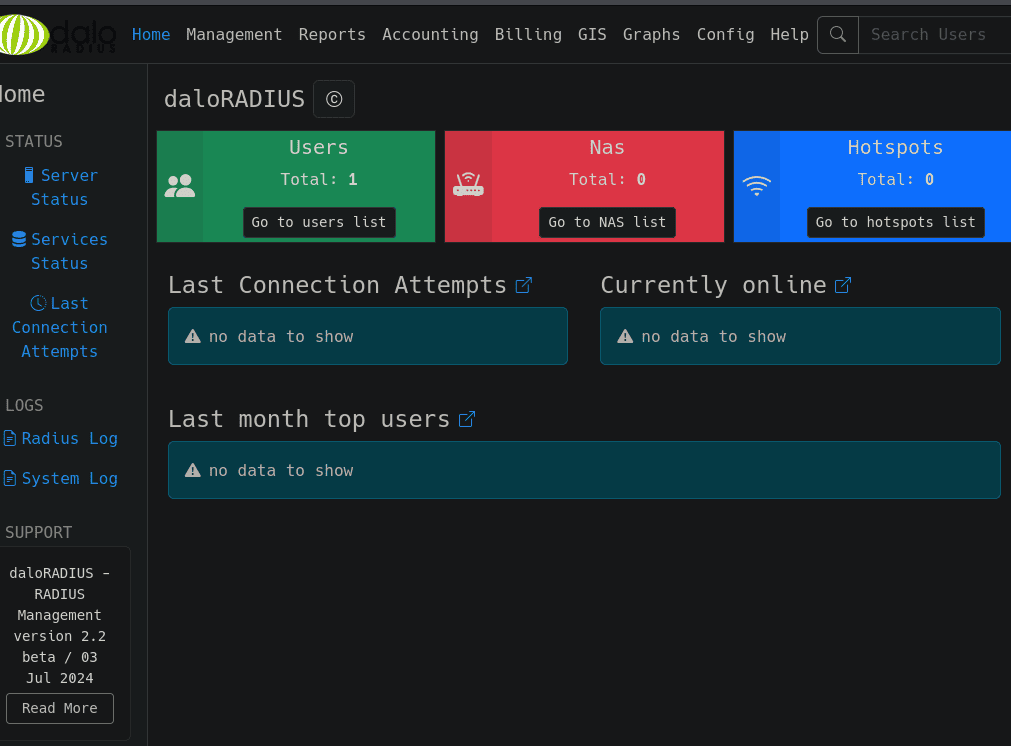 dalo
RADIUS
Home Management Reports Accounting Billing GIS Graphs Config Help Search Users
ome
daloRADIUS ©
STATUS
Server
Status
Services
Status
Last
Connection
Attempts
LOGS
Radius Log
System Log
SUPPORT
daloRADIUS -
RADIUS
Management
version 2.2
beta / 03
Jul 2024
Read More
Users
Total: 1
Go to users list
Nas
Total: 0
Go to NAS list
Hotspots
Total: 0
Go to hotspots list
Last Connection Attempts
no data to show
Currently online
no data to show
Last month top users
no data to show